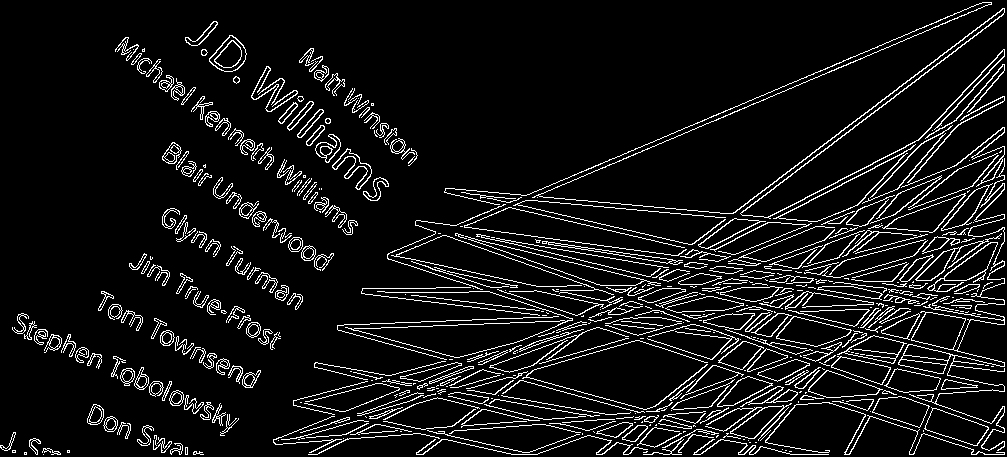 Matt Winston
J.D. Williams
Michael Kenneth Williams
Blair Underwood
Glynn Turman
Jim True-Frost
Tom Townsend
Stephen Tobolowsky
Don
J.